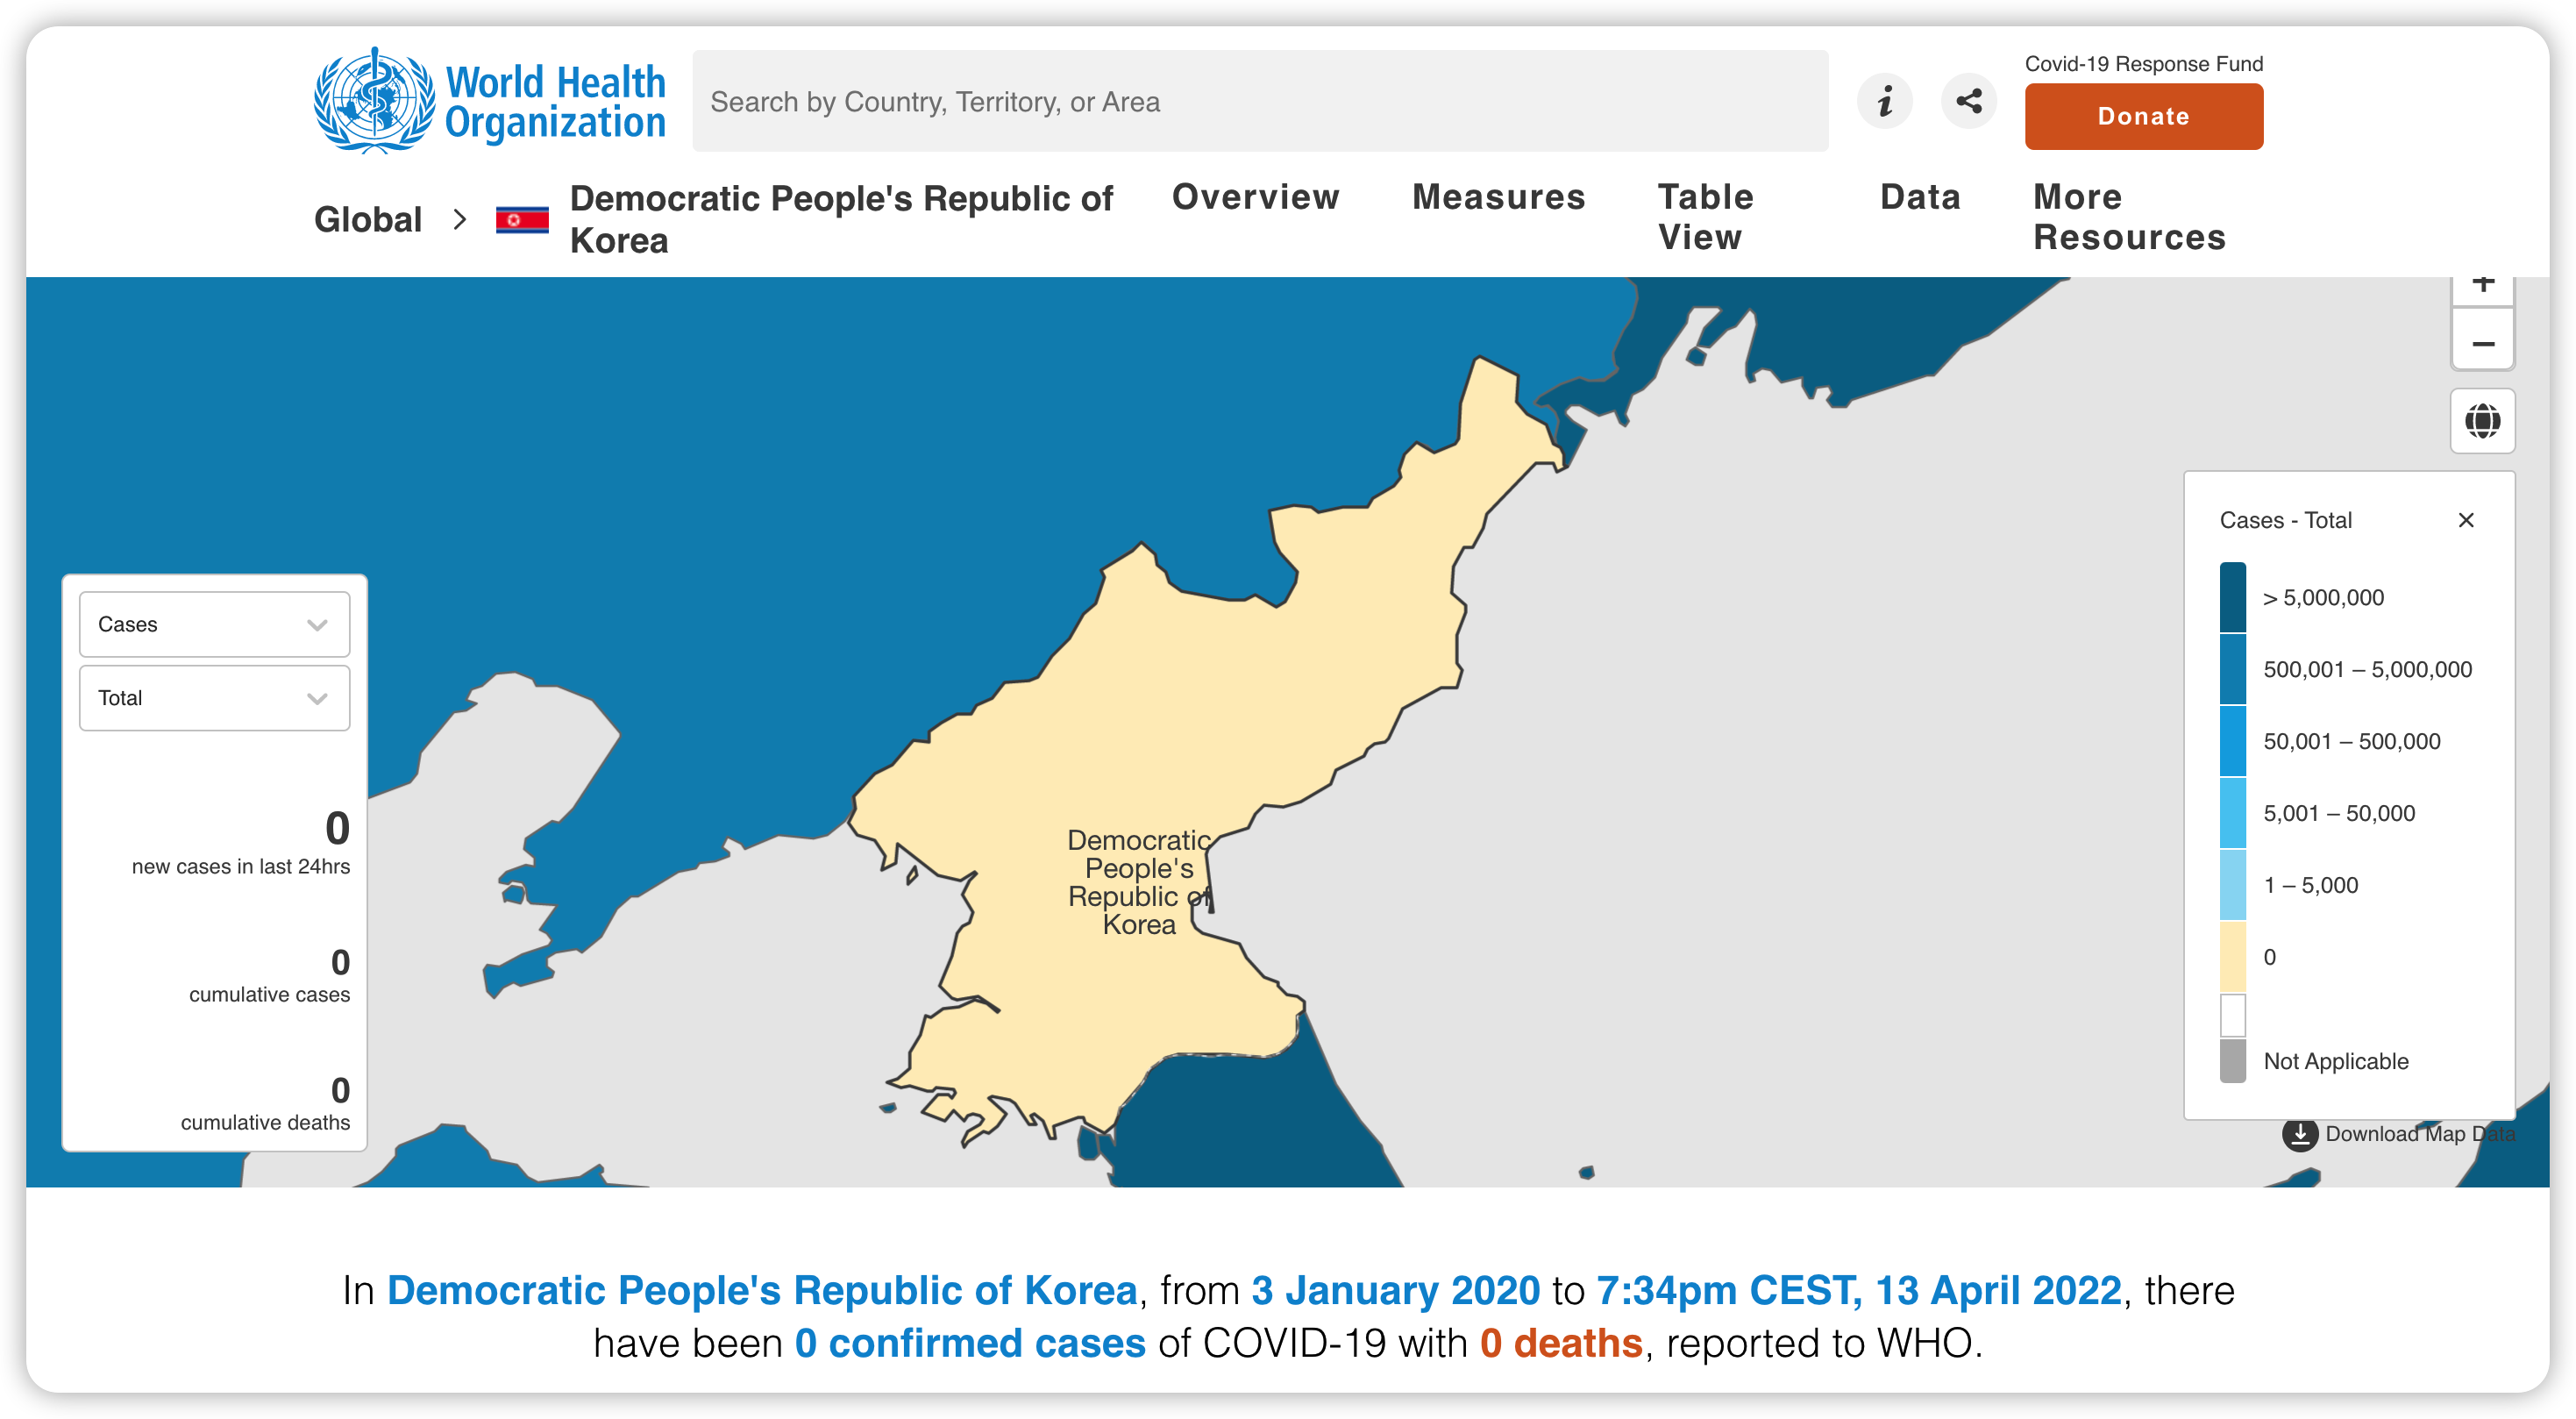 World Health
Organization
Search by Country, Territory, or Area
i
Covid-19 Response Fund
Donate
Global >
Democratic People's Republic of
Korea
Overview
Measures
Table
View
Data
More
Resources
+
−
Cases
Total
0
new cases in last 24hrs
0
cumulative cases
0
cumulative deaths
Democratic
People's
Republic of
Korea
Cases - Total ×
> 5,000,000
500,001 – 5,000,000
50,001 – 500,000
5,001 – 50,000
1 – 5,000
0
Not Applicable
Download Map Data
In Democratic People's Republic of Korea, from 3 January 2020 to 7:34pm CEST, 13 April 2022, there
have been 0 confirmed cases of COVID-19 with 0 deaths, reported to WHO.